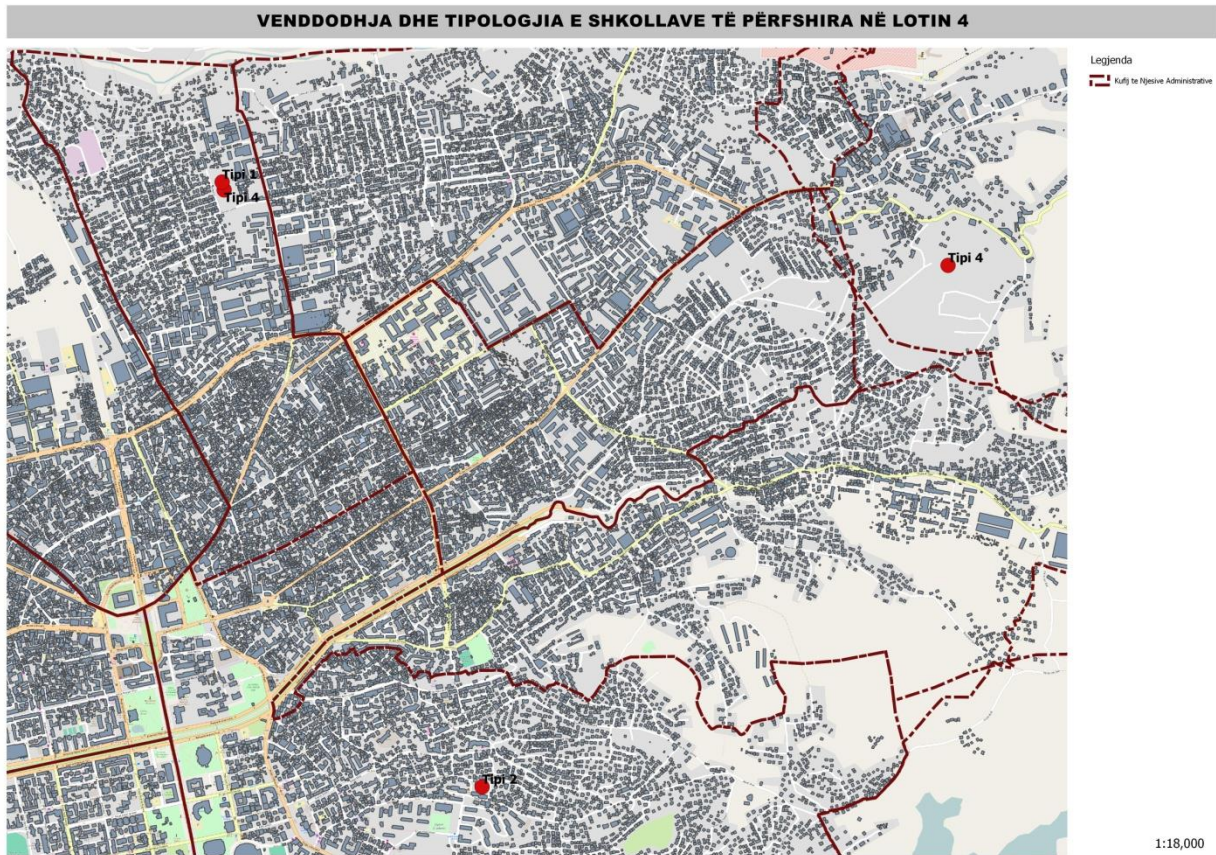 VENDDODHJA DHE TIPOLOGJIA E SHKOLLAVE TË PËRFSHIRA NË LOTIN 4
Legjenda
Kufij te Njesive Administrative
Tipi 1
Tipi 4
Tipi 4
Tipi 2
1:18,000